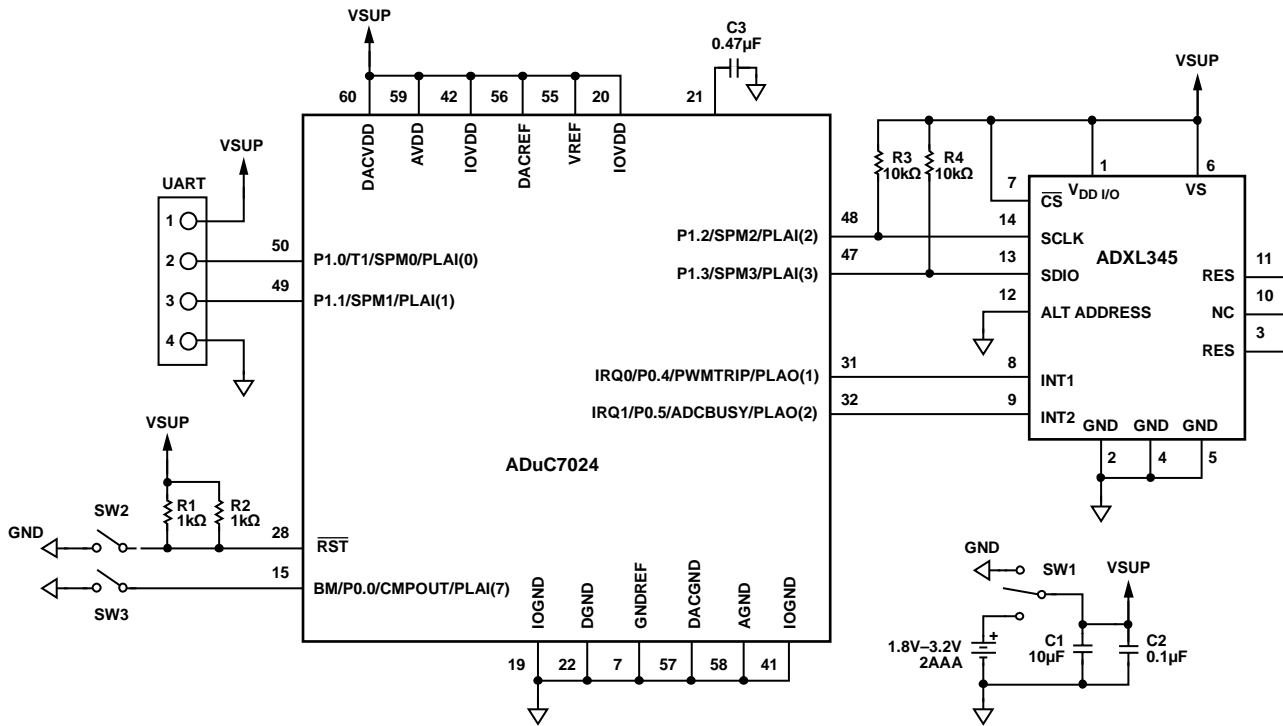 VSUP
C3
0.47µF
60 59 42 56 55 20 21
DACVDD
AVDD
IOVDD
DACREF
VREF
IOVDD
VSUP
UART
1
2
3
4
50
P1.0/T1/SPM0/PLAI(0)
49
P1.1/SPM1/PLAI(1)
VSUP
R1
1kΩ
R2
1kΩ
GND
SW2
28
RST
15
BM/P0.0/CMPOUT/PLAI(7)
SW3
ADuC7024
P1.2/SPM2/PLAI(2)
48
P1.3/SPM3/PLAI(3)
47
IRQ0/P0.4/PWMTRIP/PLAO(1)
31
IRQ1/P0.5/ADCBUSY/PLAO(2)
32
IOGND
DGND
GNDREF
DACGND
AGND
IOGND
19 22 7 57 58 41
VSUP
R3
10kΩ
R4
10kΩ
1
6
VDD I/O
VS
7
CS
14
SCLK
13
SDIO
12
ALT ADDRESS
8
INT1
9
INT2
ADXL345
RES
11
NC
10
RES
3
GND GND GND
2 4 5
GND
SW1
VSUP
1.8V–3.2V
2AAA
+
C1
10µF
C2
0.1µF